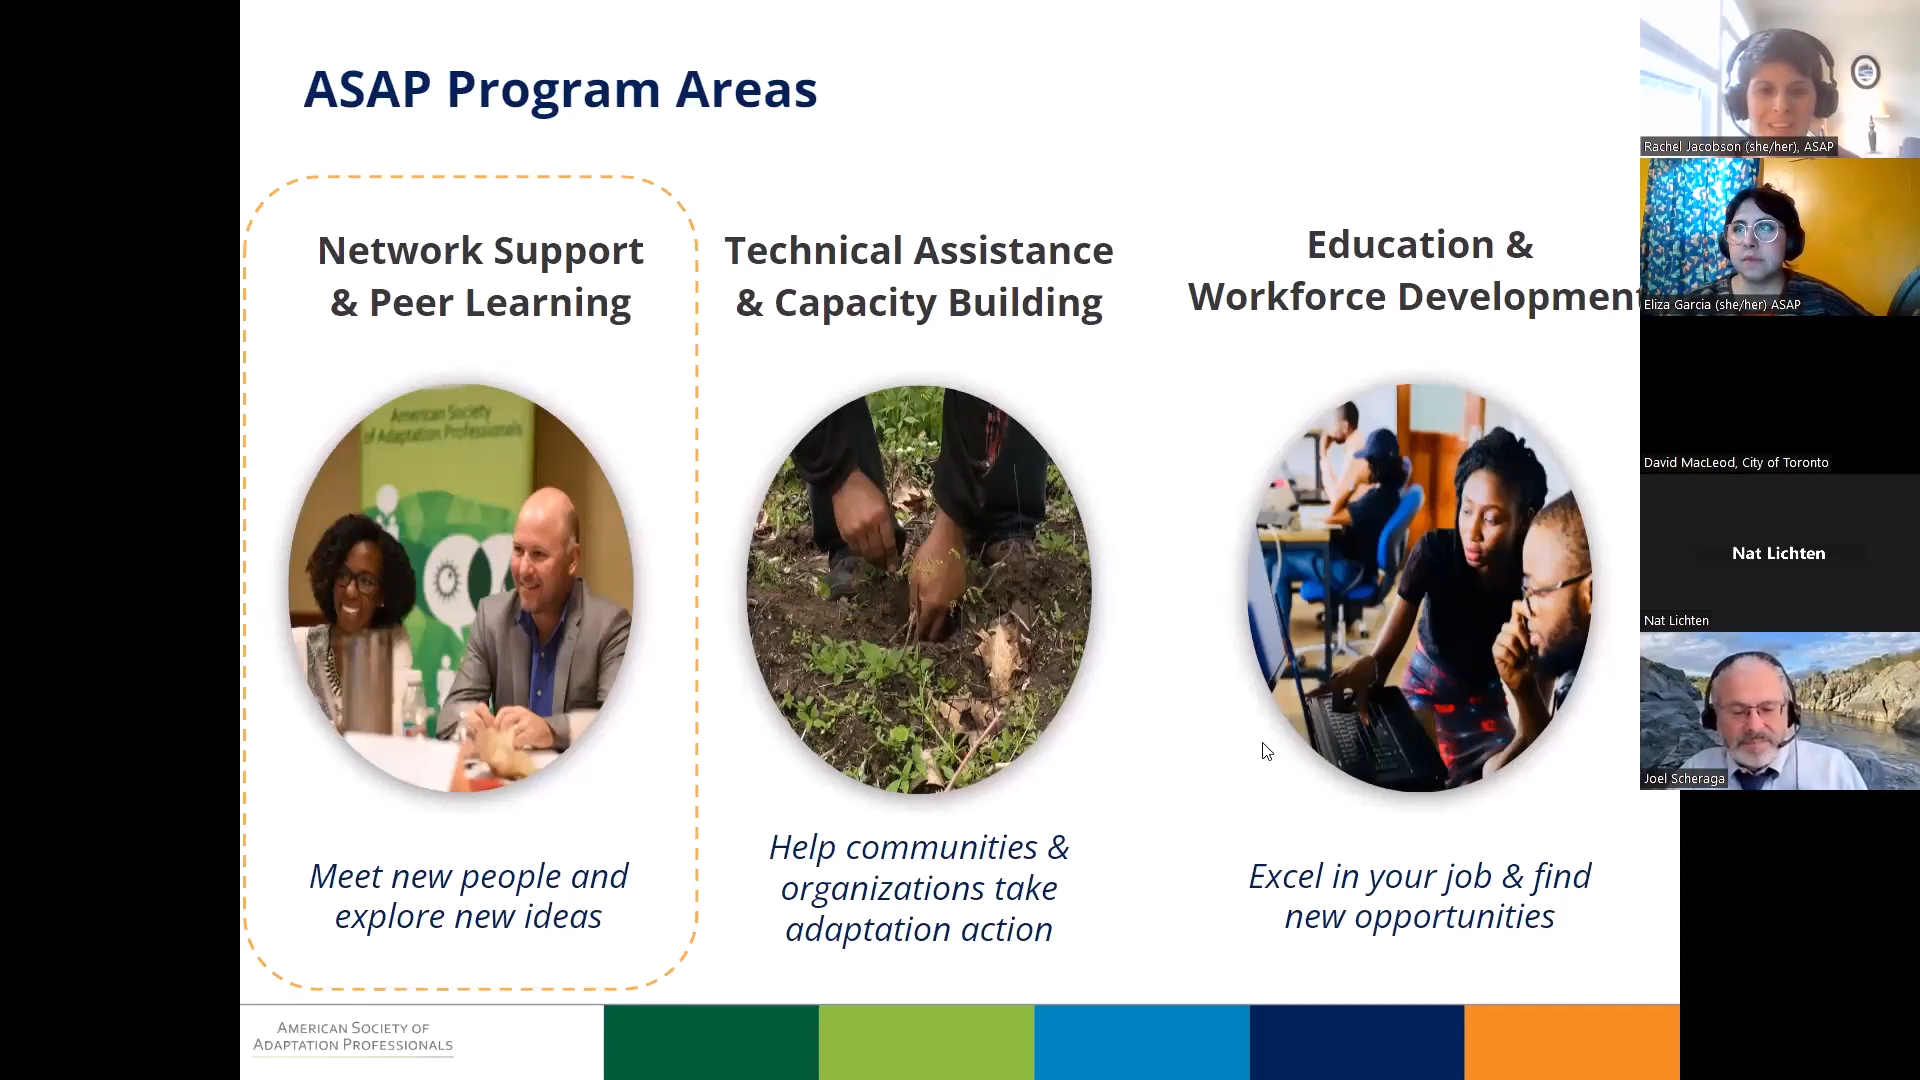 ASAP Program Areas
Network Support
& Peer Learning
Technical Assistance
& Capacity Building
Education &
Workforce Development
American Society
of Adaptation Professionals
Meet new people and
explore new ideas
Help communities &
organizations take
adaptation action
Excel in your job & find
new opportunities
AMERICAN SOCIETY OF
ADAPTATION PROFESSIONALS
Rachel Jacobson (she/her), ASAP
Eliza Garcia (she/her) ASAP
David MacLeod, City of Toronto
Nat Lichten
Nat Lichten
Joel Scheraga